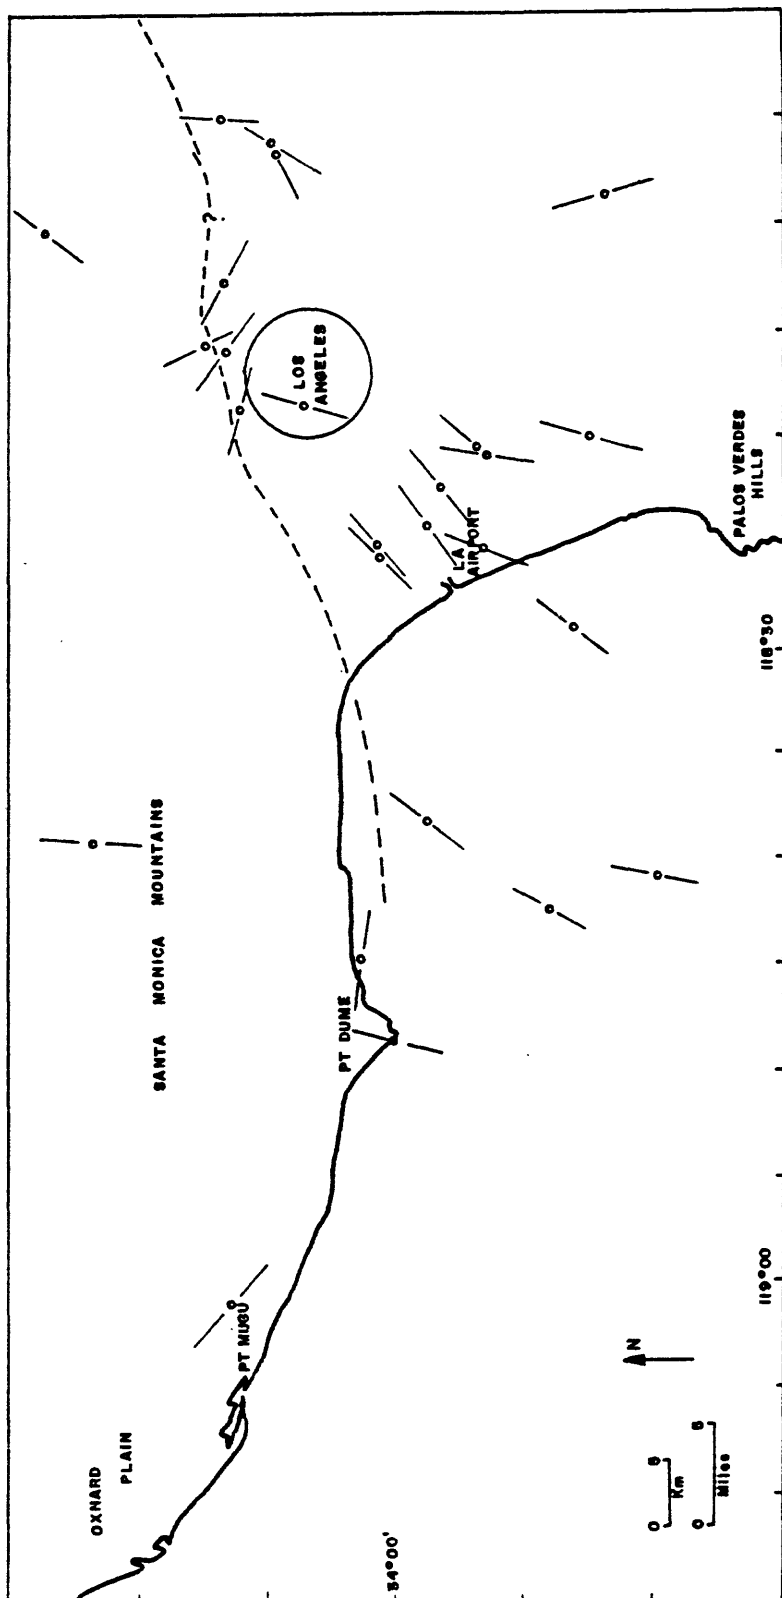 OXNARD
PLAIN
PT MUGU
SANTA MONICA MOUNTAINS
PT DUME
LOS
ANGELES
?
LA
AIRPORT
PALOS VERDES
HILLS
34°00'
N
0 5
Km
0 5
Miles
119°00
118°30